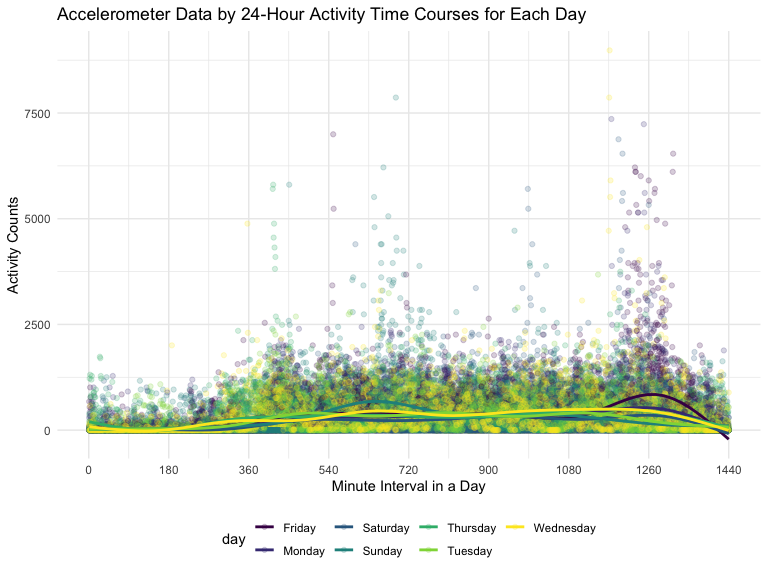 Accelerometer Data by 24-Hour Activity Time Courses for Each Day
Activity Counts
7500
5000
2500
0
0 180 360 540 720 900 1080 1260 1440
Minute Interval in a Day
day
Friday Saturday Thursday Wednesday
Monday Sunday Tuesday